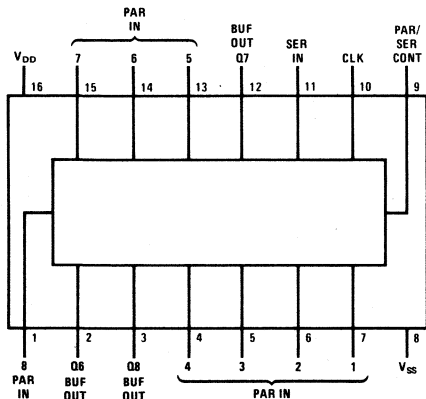 PAR
IN
BUF
OUT
Q7
SER
IN
CLK
PAR/
SER
CONT
VDD
7
6
5
16
15
14
13
12
11
10
9
1
2
3
4
5
6
7
8
8
PAR
IN
Q6
BUF
OUT
Q8
BUF
OUT
4
3
2
1
PAR IN
VSS